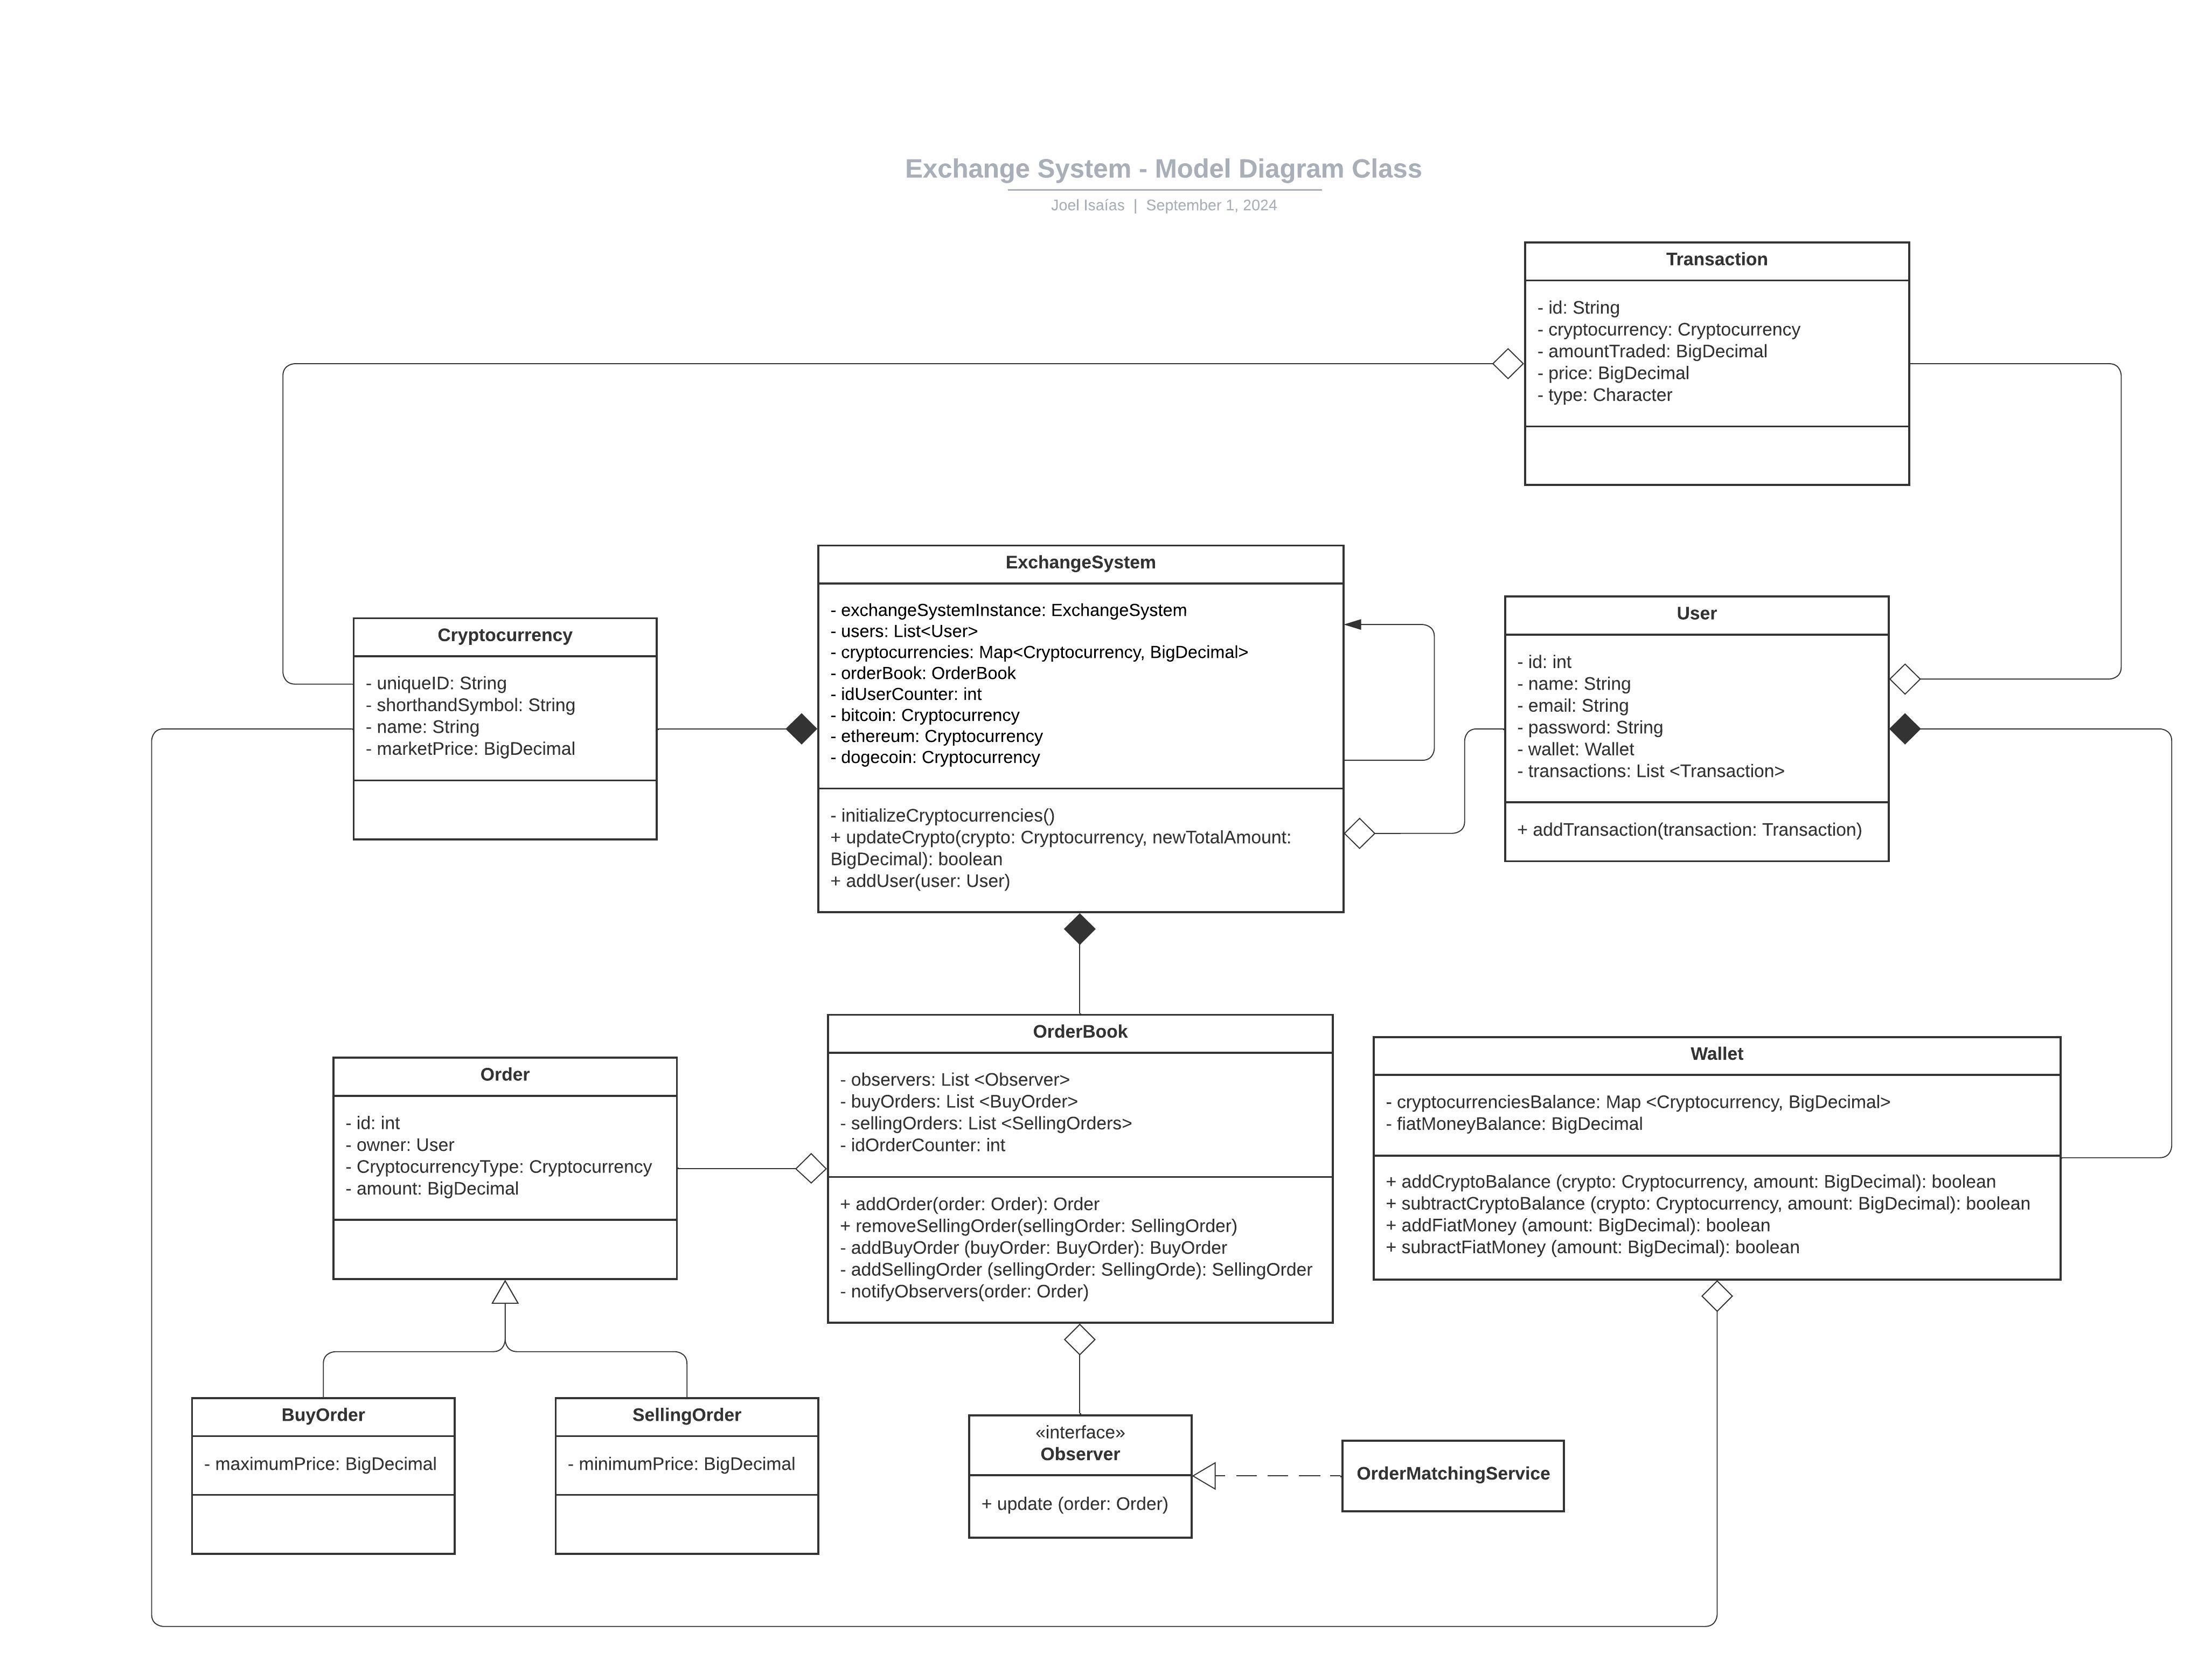 Exchange System - Model Diagram Class
Joel Isaías | September 1, 2024
Transaction
- id: String
- cryptocurrency: Cryptocurrency
- amountTraded: BigDecimal
- price: BigDecimal
- type: Character
ExchangeSystem
- exchangeSystemInstance: ExchangeSystem
- users: List<User>
- cryptocurrencies: Map<Cryptocurrency, BigDecimal>
- orderBook: OrderBook
- idUserCounter: int
- bitcoin: Cryptocurrency
- ethereum: Cryptocurrency
- dogecoin: Cryptocurrency
- initializeCryptocurrencies()
+ updateCrypto(crypto: Cryptocurrency, newTotalAmount:
BigDecimal): boolean
+ addUser(user: User)
User
- id: int
- name: String
- email: String
- password: String
- wallet: Wallet
- transactions: List <Transaction>
+ addTransaction(transaction: Transaction)
Cryptocurrency
- uniqueID: String
- shorthandSymbol: String
- name: String
- marketPrice: BigDecimal
OrderBook
- observers: List <Observer>
- buyOrders: List <BuyOrder>
- sellingOrders: List <SellingOrders>
- idOrderCounter: int
+ addOrder(order: Order): Order
+ removeSellingOrder(sellingOrder: SellingOrder)
- addBuyOrder (buyOrder: BuyOrder): BuyOrder
- addSellingOrder (sellingOrder: SellingOrde): SellingOrder
- notifyObservers(order: Order)
Wallet
- cryptocurrenciesBalance: Map <Cryptocurrency, BigDecimal>
- fiatMoneyBalance: BigDecimal
+ addCryptoBalance (crypto: Cryptocurrency, amount: BigDecimal): boolean
+ subtractCryptoBalance (crypto: Cryptocurrency, amount: BigDecimal): boolean
+ addFiatMoney (amount: BigDecimal): boolean
+ subractFiatMoney (amount: BigDecimal): boolean
Order
- id: int
- owner: User
- CryptocurrencyType: Cryptocurrency
- amount: BigDecimal
BuyOrder
- maximumPrice: BigDecimal
SellingOrder
- minimumPrice: BigDecimal
«interface»
Observer
+ update (order: Order)
OrderMatchingService